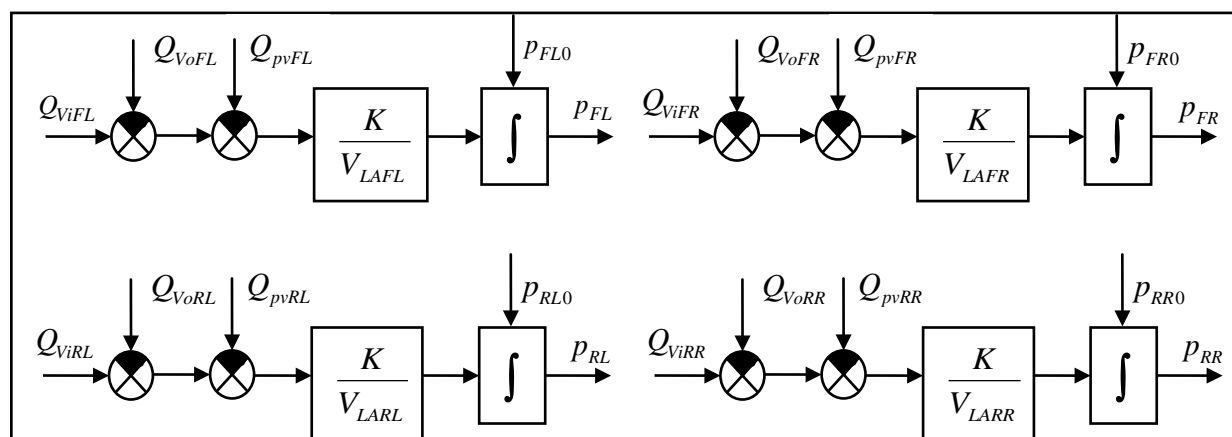 Q_VoFL Q_pvFL p_FL0 Q_VoFR Q_pvFR p_FR0
Q_ViFL K p_FL Q_ViFR K p_FR
V_LAFL ∫ V_LAFR ∫
Q_VoRL Q_pvRL p_RL0 Q_VoRR Q_pvRR p_RR0
Q_ViRL K p_RL Q_ViRR K p_RR
V_LARL ∫ V_LARR ∫